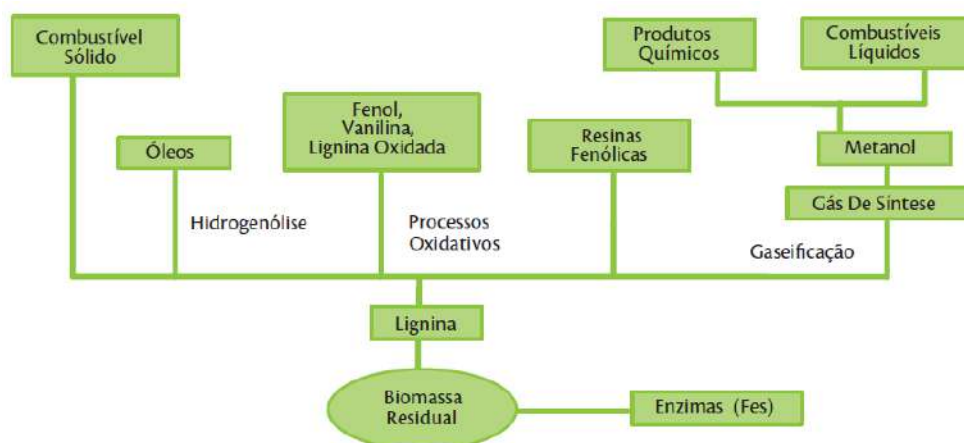 Combustível
Sólido
Produtos
Químicos
Combustíveis
Líquidos
Óleos
Fenol,
Vanilina,
Lignina Oxidada
Resinas
Fenólicas
Metanol
Gás De Síntese
Hidrogenólise
Processos
Oxidativos
Gaseificação
Lignina
Biomassa
Residual
Enzimas (Fes)